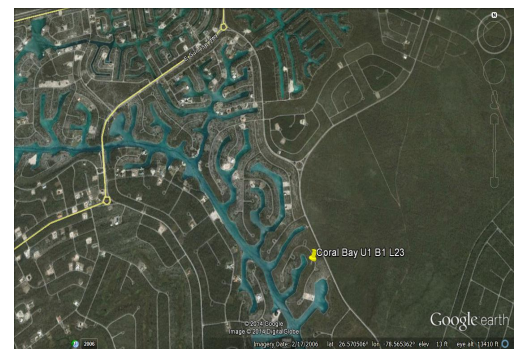 N
Coral Bay U1 B1 L23
© 2014 Google
Image © 2014 DigitalGlobe
Google earth
2006
Imagery Date: 2/17/2006 lat 26.570506° lon -78.565362° elev 13 ft eye alt 13410 ft